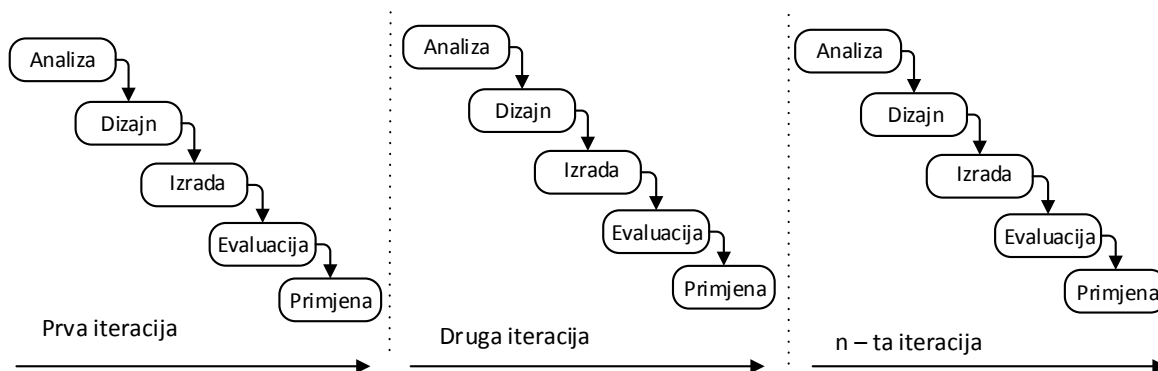 Analiza
Dizajn
Izrada
Evaluacija
Primjena
Prva iteracija
Analiza
Dizajn
Izrada
Evaluacija
Primjena
Druga iteracija
Analiza
Dizajn
Izrada
Evaluacija
Primjena
n – ta iteracija